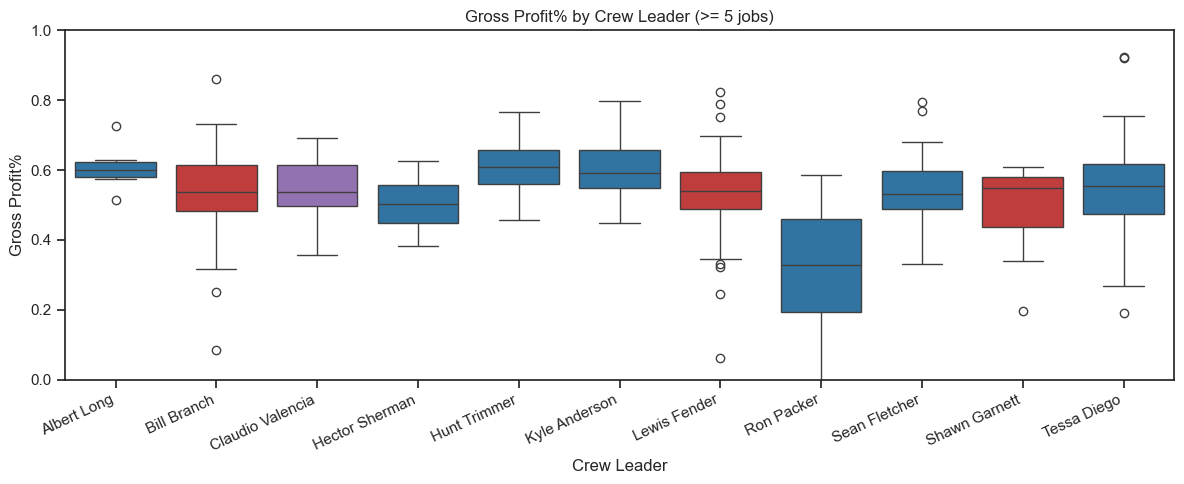 Gross Profit% by Crew Leader (>= 5 jobs)
Gross Profit%
1.0
0.8
0.6
0.4
0.2
0.0
Albert Long
Bill Branch
Claudio Valencia
Hector Sherman
Hunt Trimmer
Kyle Anderson
Lewis Fender
Ron Packer
Sean Fletcher
Shawn Garnett
Tessa Diego
Crew Leader